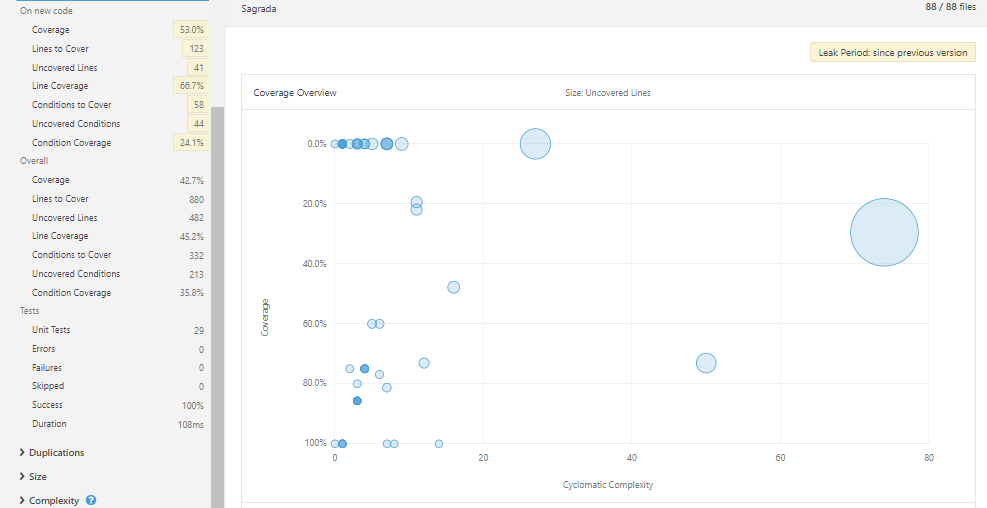 On new code
Coverage 53.0%
Lines to Cover 123
Uncovered Lines 41
Line Coverage 66.7%
Conditions to Cover 58
Uncovered Conditions 44
Condition Coverage 24.1%
Overall
Coverage 42.7%
Lines to Cover 880
Uncovered Lines 482
Line Coverage 45.2%
Conditions to Cover 332
Uncovered Conditions 213
Condition Coverage 35.8%
Tests
Unit Tests 29
Errors 0
Failures 0
Skipped 0
Success 100%
Duration 108ms
Duplications
Size
Complexity ?
Sagrada 88 / 88 files
Leak Period: since previous version
Coverage Overview Size: Uncovered Lines
0.0%
20.0%
40.0%
60.0%
80.0%
100%
Coverage
0 20 40 60 80
Cyclomatic Complexity